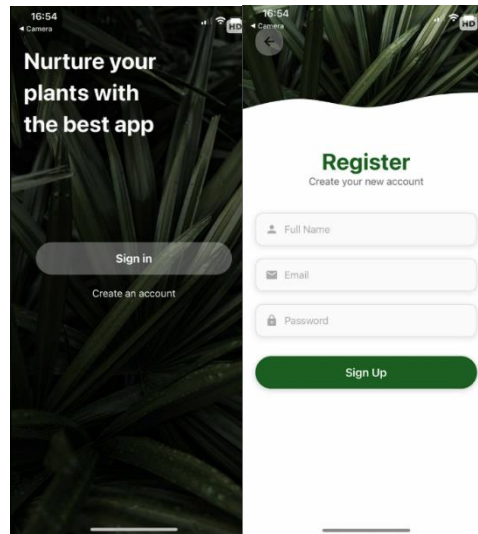 16:54
◀ Camera
HD
Nurture your
plants with
the best app
Sign in
Create an account
16:54
◀ Camera
HD
Register
Create your new account
Full Name
Email
Password
Sign Up